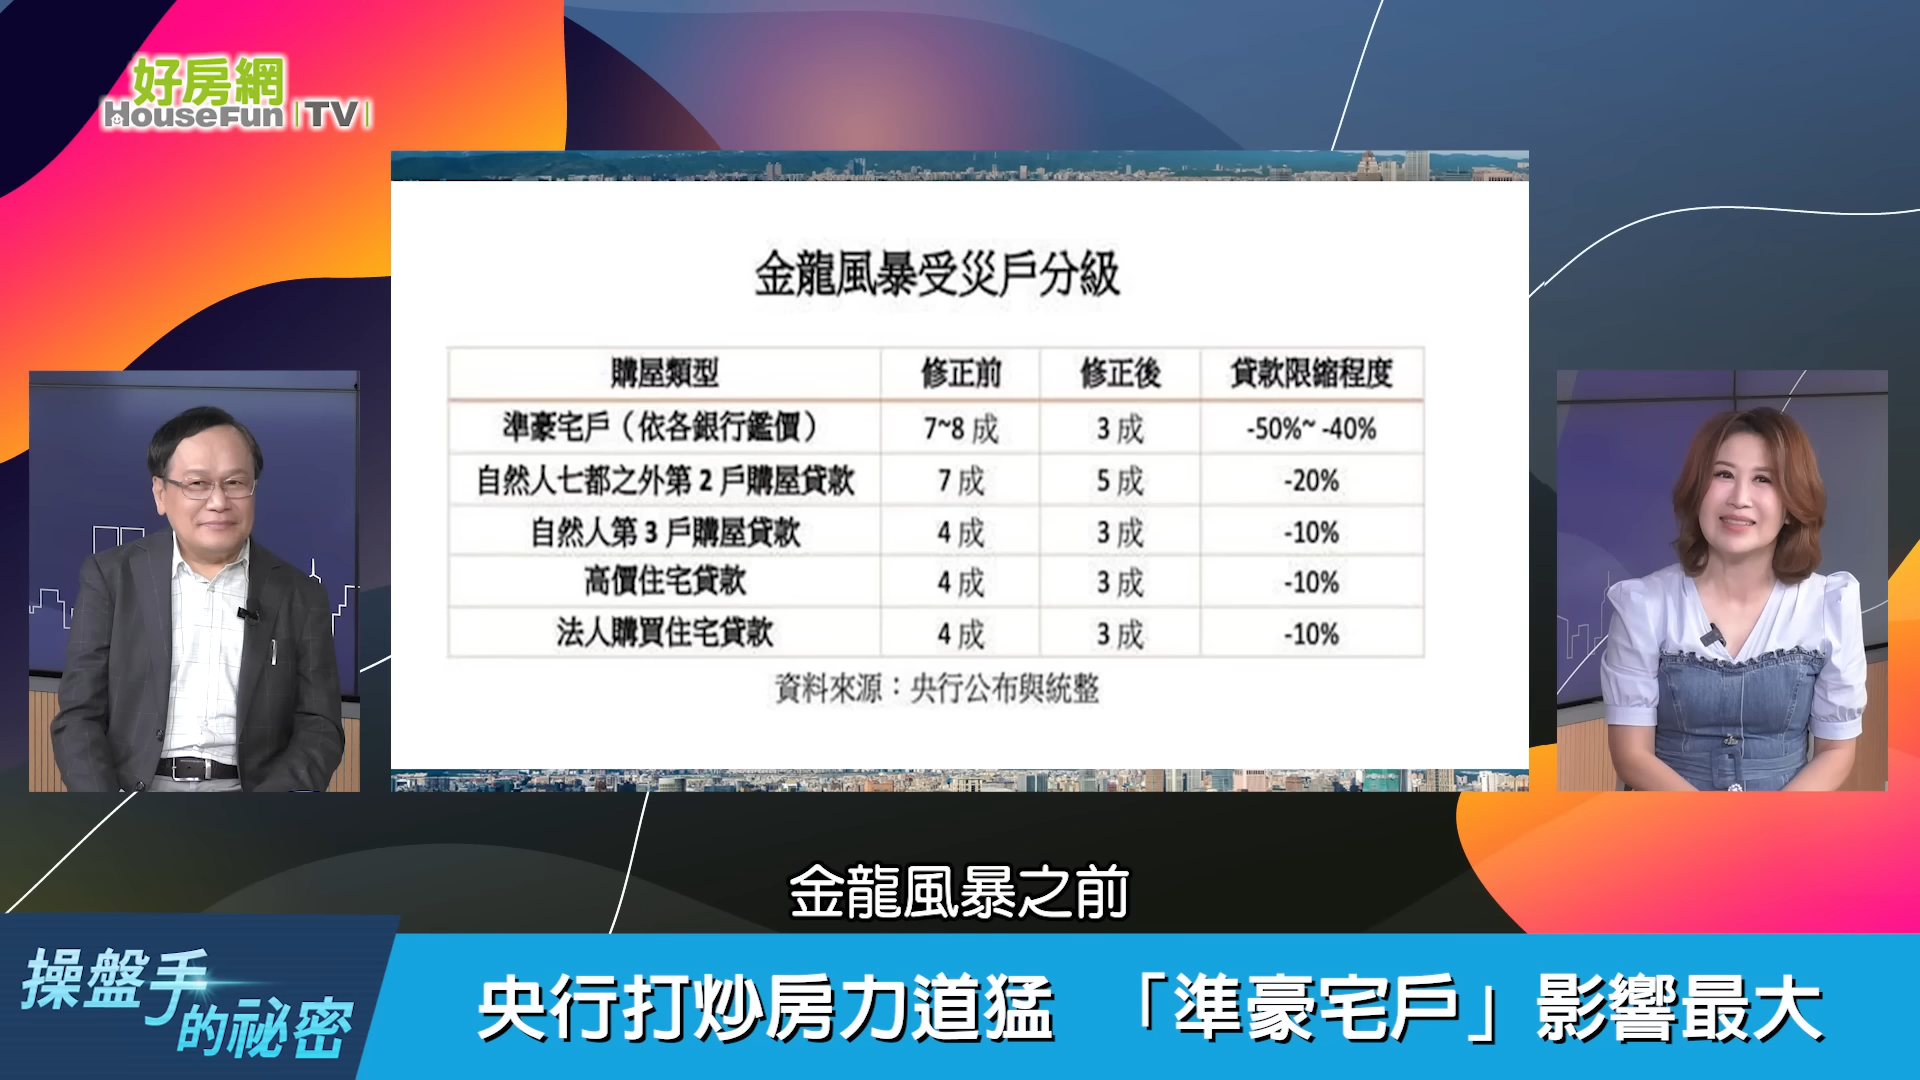 好房網
HouseFun TV
金龍風暴受災戶分級
購屋類型 修正前 修正後 貸款限縮程度
準豪宅戶（依各銀行鑑價） 7~8 成 3 成 -50%~ -40%
自然人七都之外第 2 戶購屋貸款 7 成 5 成 -20%
自然人第 3 戶購屋貸款 4 成 3 成 -10%
高價住宅貸款 4 成 3 成 -10%
法人購買住宅貸款 4 成 3 成 -10%
資料來源：央行公布與統整
金龍風暴之前
操盤手
的祕密
央行打炒房力道猛 「準豪宅戶」影響最大